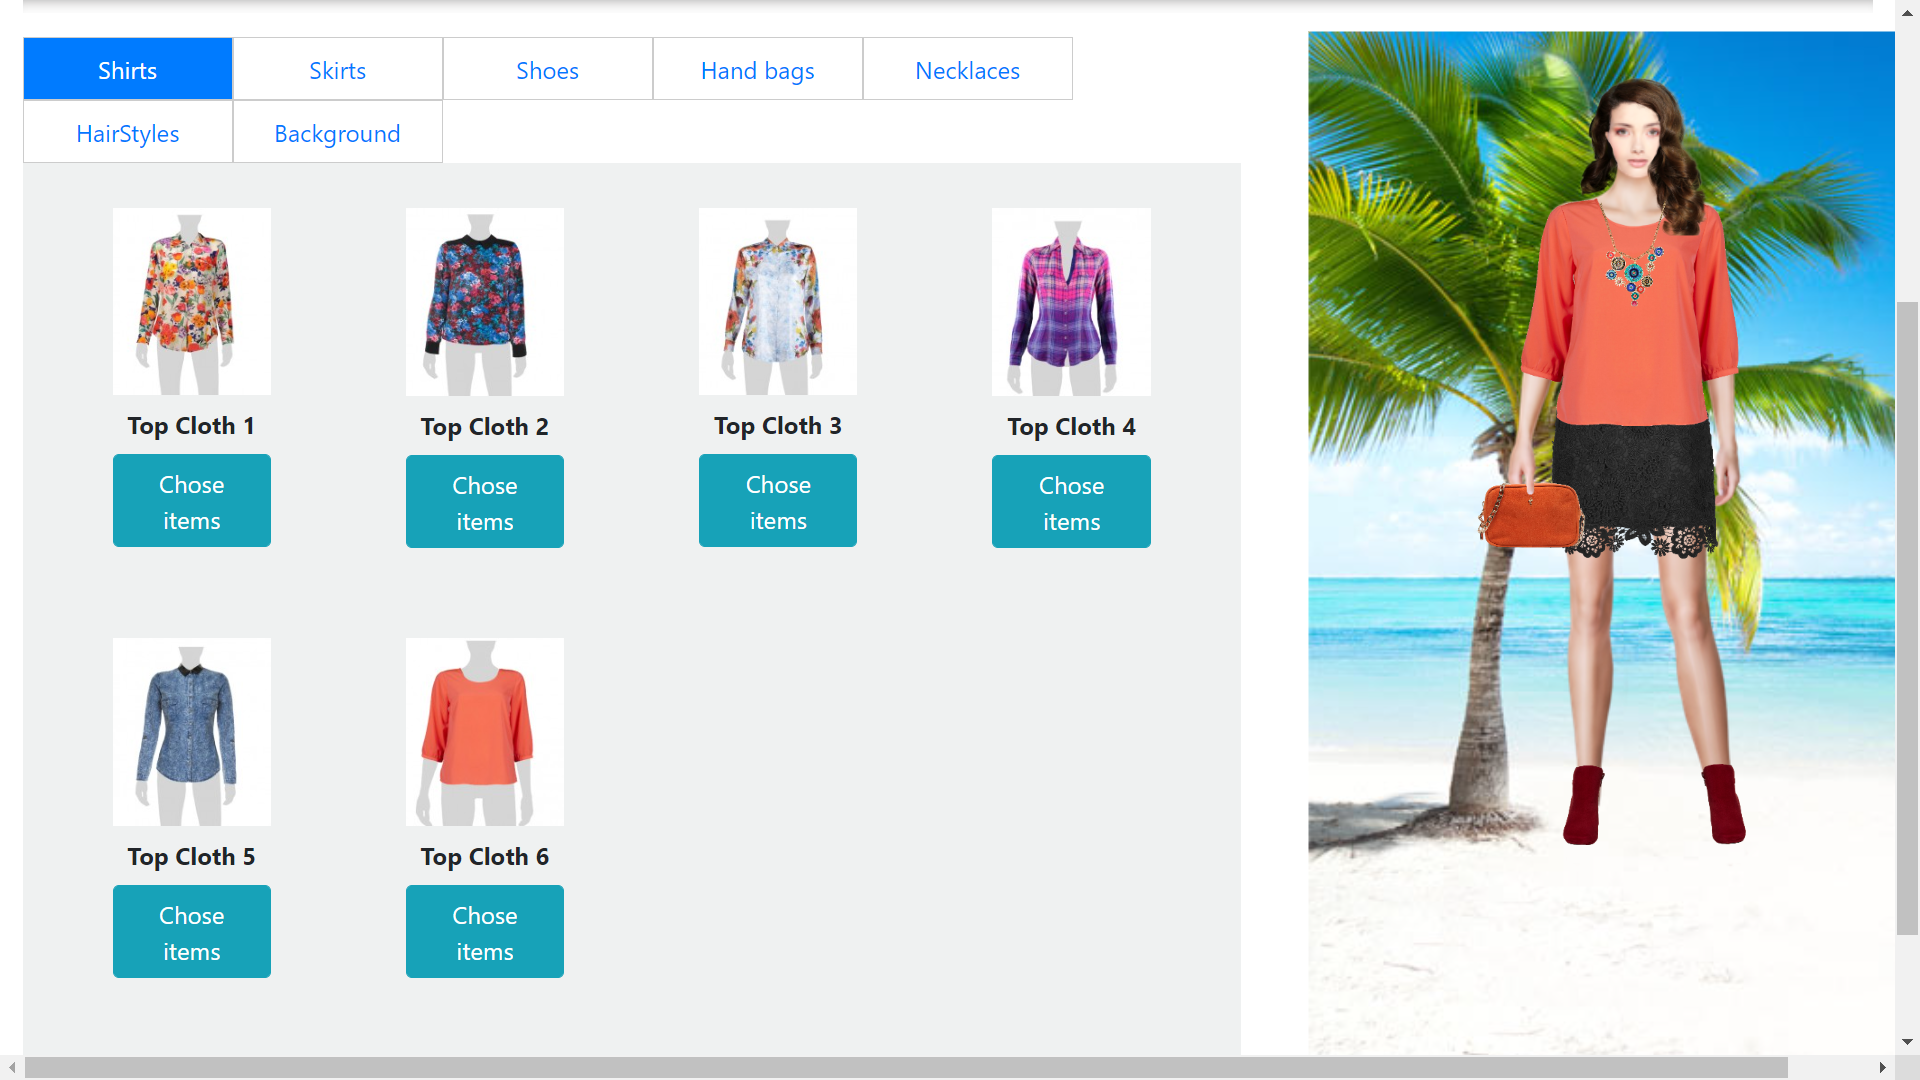 Shirts
Skirts
Shoes
Hand bags
Necklaces
HairStyles
Background
Top Cloth 1
Top Cloth 2
Top Cloth 3
Top Cloth 4
Chose
items
Chose
items
Chose
items
Chose
items
Top Cloth 5
Top Cloth 6
Chose
items
Chose
items